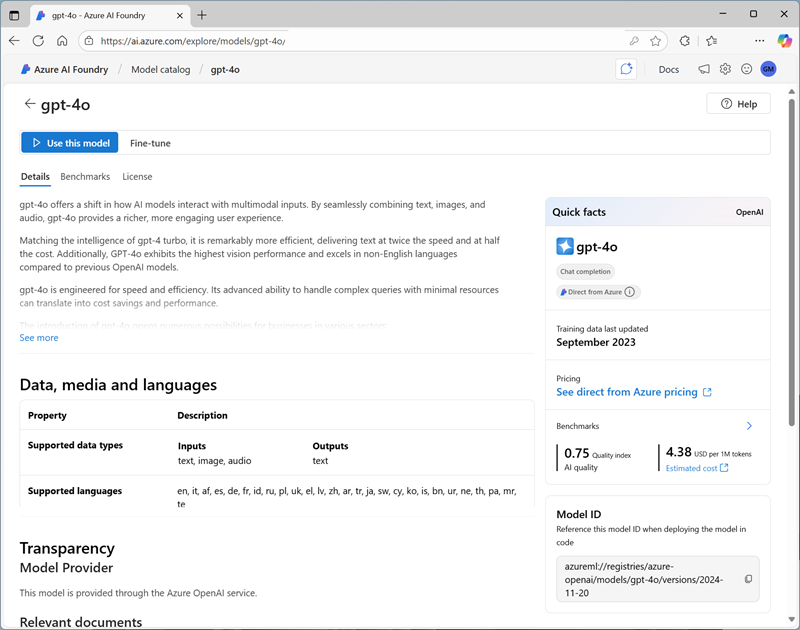 gpt-4o - Azure AI Foundry
https://ai.azure.com/explore/models/gpt-4o/
Azure AI Foundry / Model catalog / gpt-4o
Docs
GM
gpt-4o
Help
Use this model
Fine-tune
Details Benchmarks License
gpt-4o offers a shift in how AI models interact with multimodal inputs. By seamlessly combining text, images, and
audio, gpt-4o provides a richer, more engaging user experience.
Matching the intelligence of gpt-4 turbo, it is remarkably more efficient, delivering text at twice the speed and at half
the cost. Additionally, GPT-4o exhibits the highest vision performance and excels in non-English languages
compared to previous OpenAI models.
gpt-4o is engineered for speed and efficiency. Its advanced ability to handle complex queries with minimal resources
can translate into cost savings and performance.
The introduction of gpt-4o opens numerous possibilities for businesses in various sectors:
See more
Data, media and languages
Property Description
Supported data types
Inputs Outputs
text, image, audio text
Supported languages
en, it, af, es, de, fr, id, ru, pl, uk, el, lv, zh, ar, tr, ja, sw, cy, ko, is, bn, ur, ne, th, pa, mr,
te
Transparency
Model Provider
This model is provided through the Azure OpenAI service.
Relevant documents
Quick facts OpenAI
gpt-4o
Chat completion
Direct from Azure
Training data last updated
September 2023
Pricing
See direct from Azure pricing
Benchmarks
0.75 Quality index
AI quality
4.38 USD per 1M tokens
Estimated cost
Model ID
Reference this model ID when deploying the model in
code
azureml://registries/azure-
openai/models/gpt-4o/versions/2024-
11-20